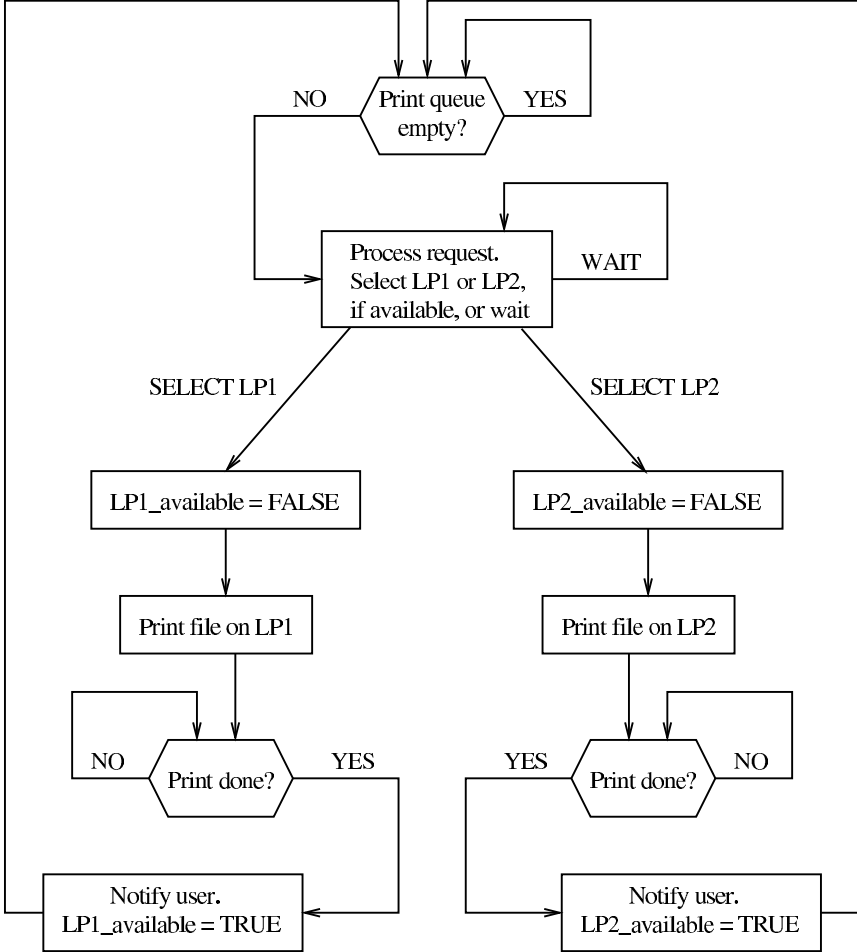 NO
Print queue
empty?
YES
Process request.
Select LP1 or LP2,
if available, or wait
WAIT
SELECT LP1
SELECT LP2
LP1_available = FALSE
LP2_available = FALSE
Print file on LP1
Print file on LP2
NO
Print done?
YES
YES
Print done?
NO
Notify user.
LP1_available = TRUE
Notify user.
LP2_available = TRUE